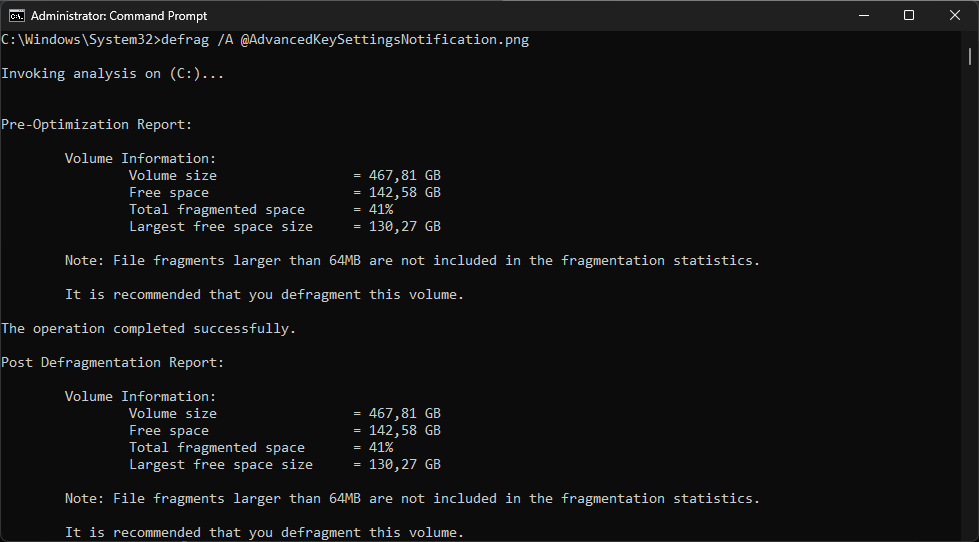 Administrator: Command Prompt
C:\Windows\System32>defrag /A @AdvancedKeySettingsNotification.png
Invoking analysis on (C:)...
Pre-Optimization Report:
Volume Information:
Volume size = 467,81 GB
Free space = 142,58 GB
Total fragmented space = 41%
Largest free space size = 130,27 GB
Note: File fragments larger than 64MB are not included in the fragmentation statistics.
It is recommended that you defragment this volume.
The operation completed successfully.
Post Defragmentation Report:
Volume Information:
Volume size = 467,81 GB
Free space = 142,58 GB
Total fragmented space = 41%
Largest free space size = 130,27 GB
Note: File fragments larger than 64MB are not included in the fragmentation statistics.
It is recommended that you defragment this volume.